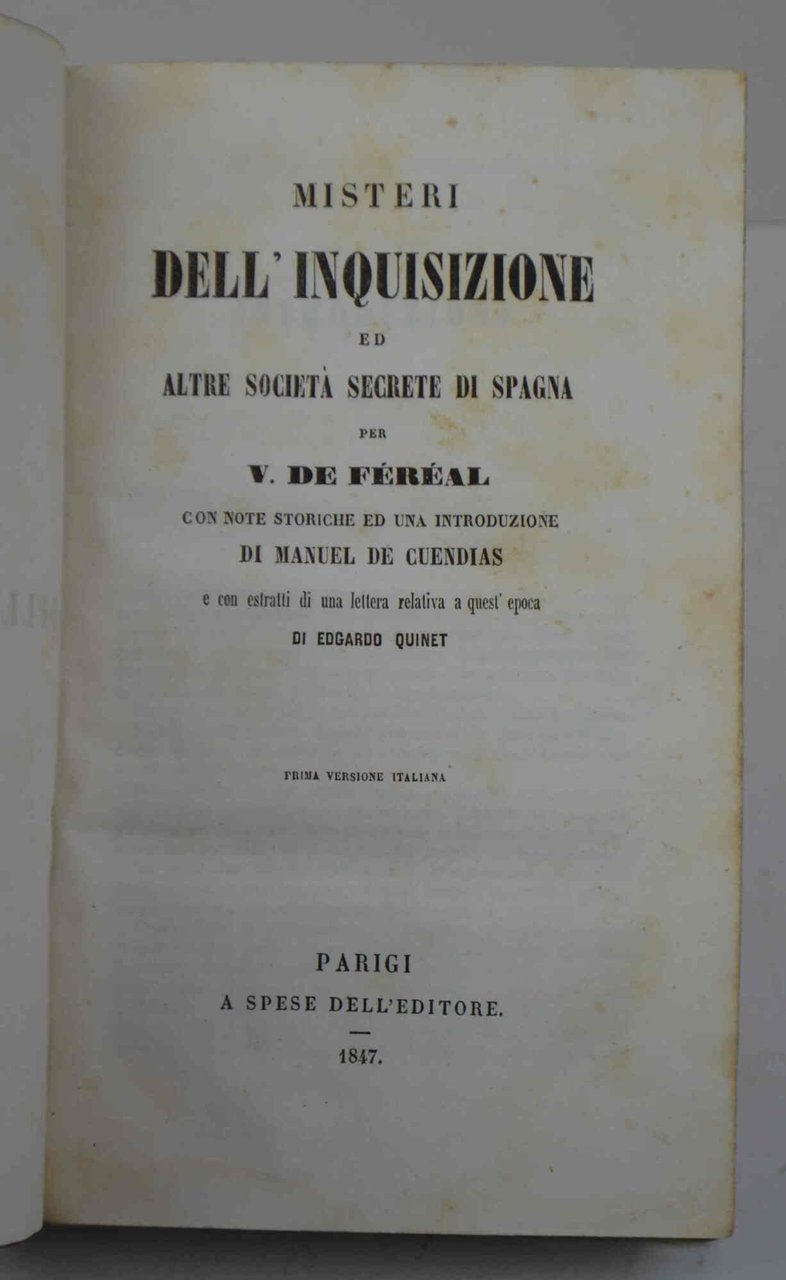 MISTERI
DELL' INQUISIZIONE
ED
ALTRE SOCIETÀ SECRETE DI SPAGNA
PER
V. DE FÉRÉAL
CON NOTE STORICHE ED UNA INTRODUZIONE
DI MANUEL DE CUENDIAS
e con estratti di una lettera relativa a quest' epoca
DI EDGARDO QUINET
PRIMA VERSIONE ITALIANA
PARIGI
A SPESE DELL'EDITORE.
1847.